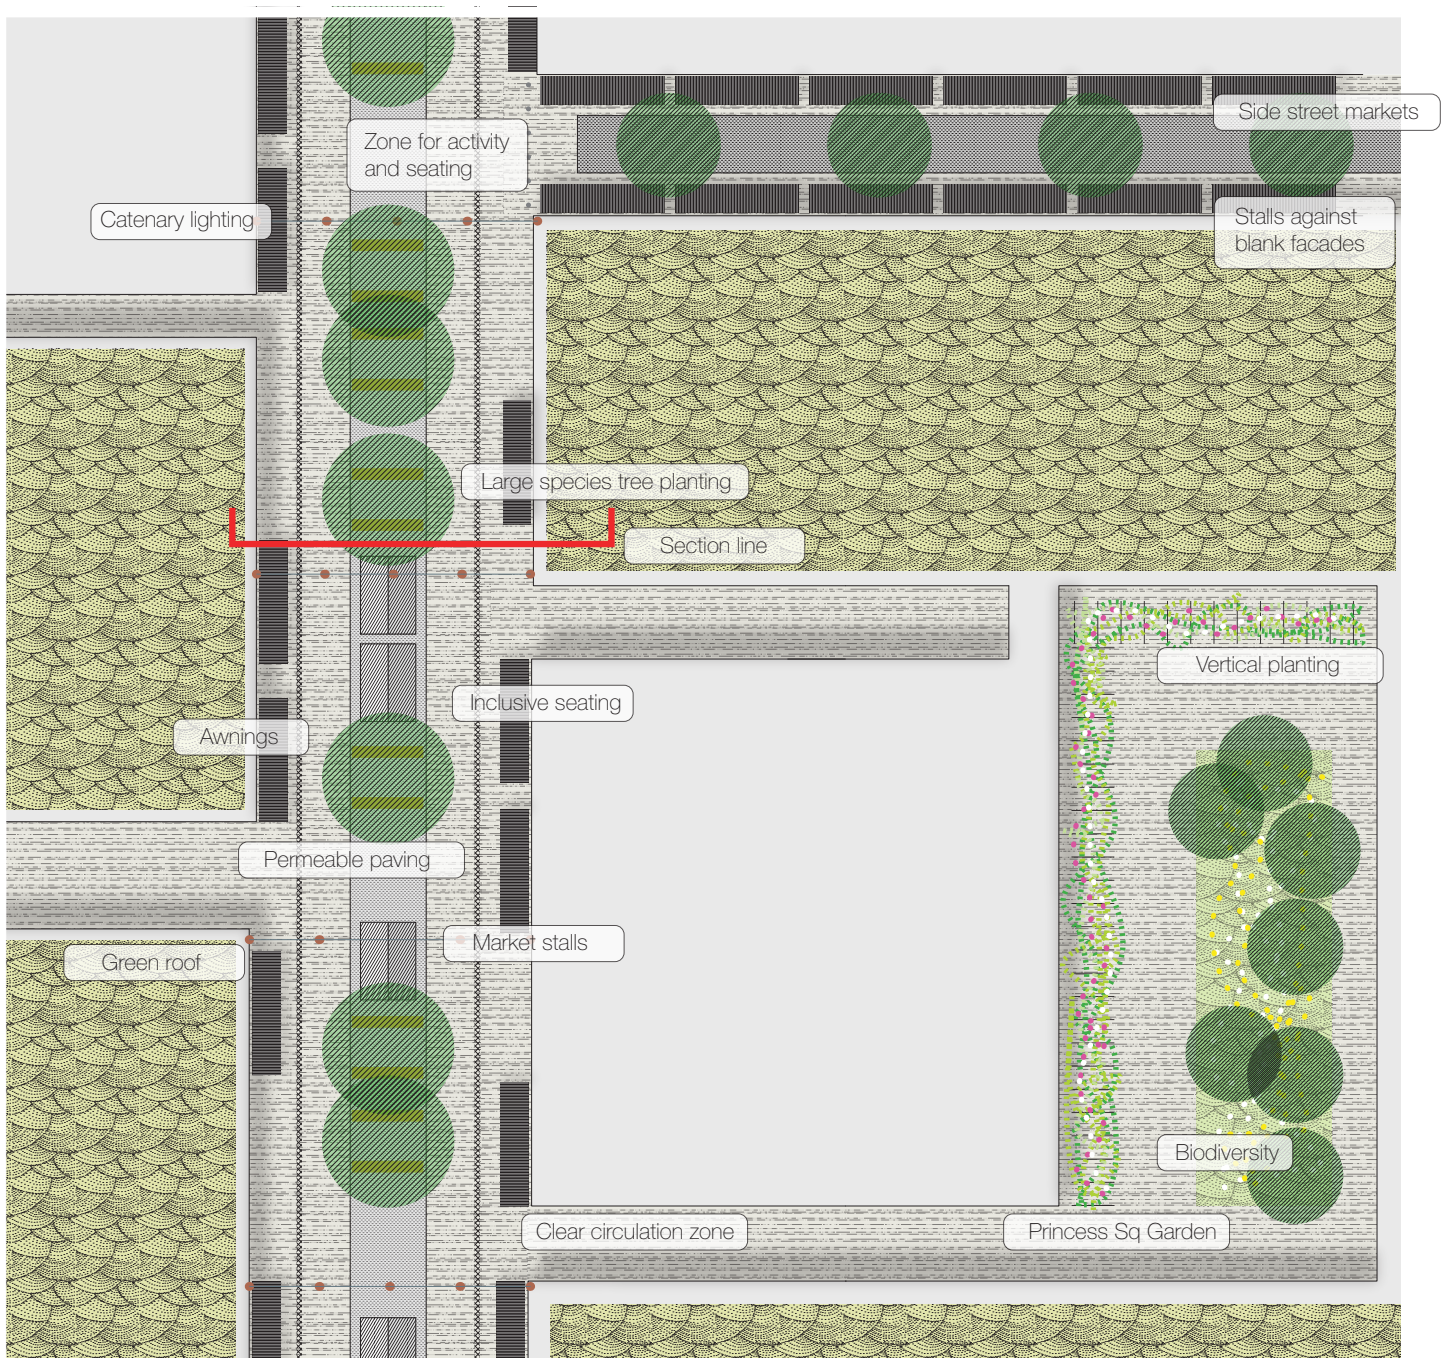 Side street markets
Zone for activity
and seating
Catenary lighting
Stalls against
blank facades
Large species tree planting
Section line
Vertical planting
Inclusive seating
Awnings
Permeable paving
Market stalls
Green roof
Biodiversity
Clear circulation zone
Princess Sq Garden